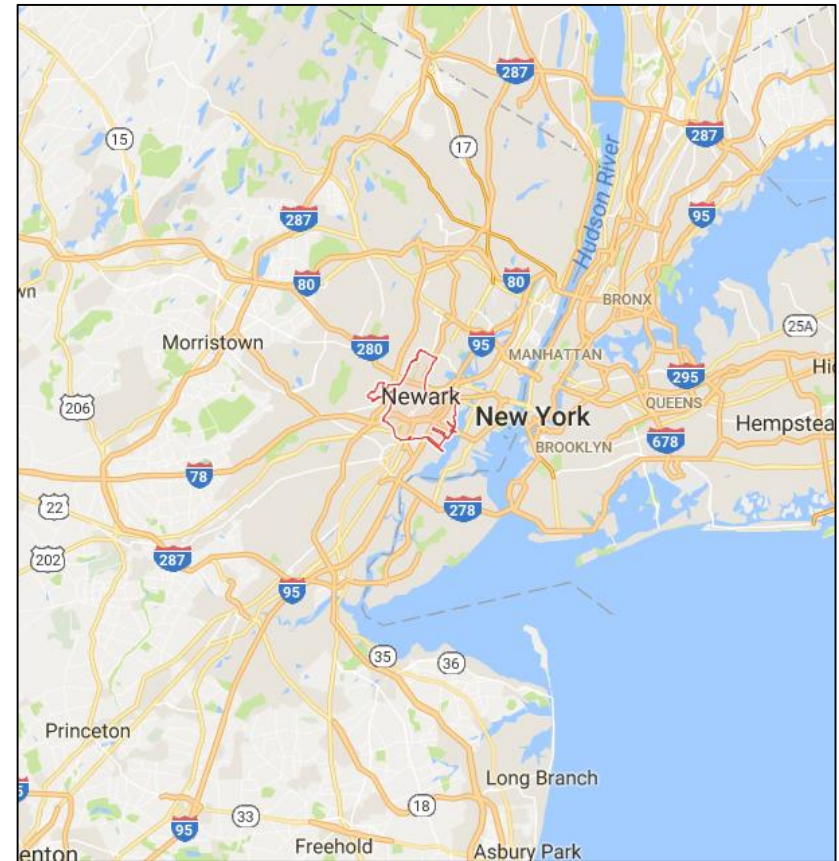 287
15
17
287
Hudson River
287
95
80
80
wn
BRONX
Morristown
280
95
MANHATTAN
25A
295
Hi
206
Newark
QUEENS
New York
Hempstea
BROOKLYN
678
78
22
278
202
287
95
35
36
Princeton
Long Branch
18
33
95
Freehold
enton
Asbury Park